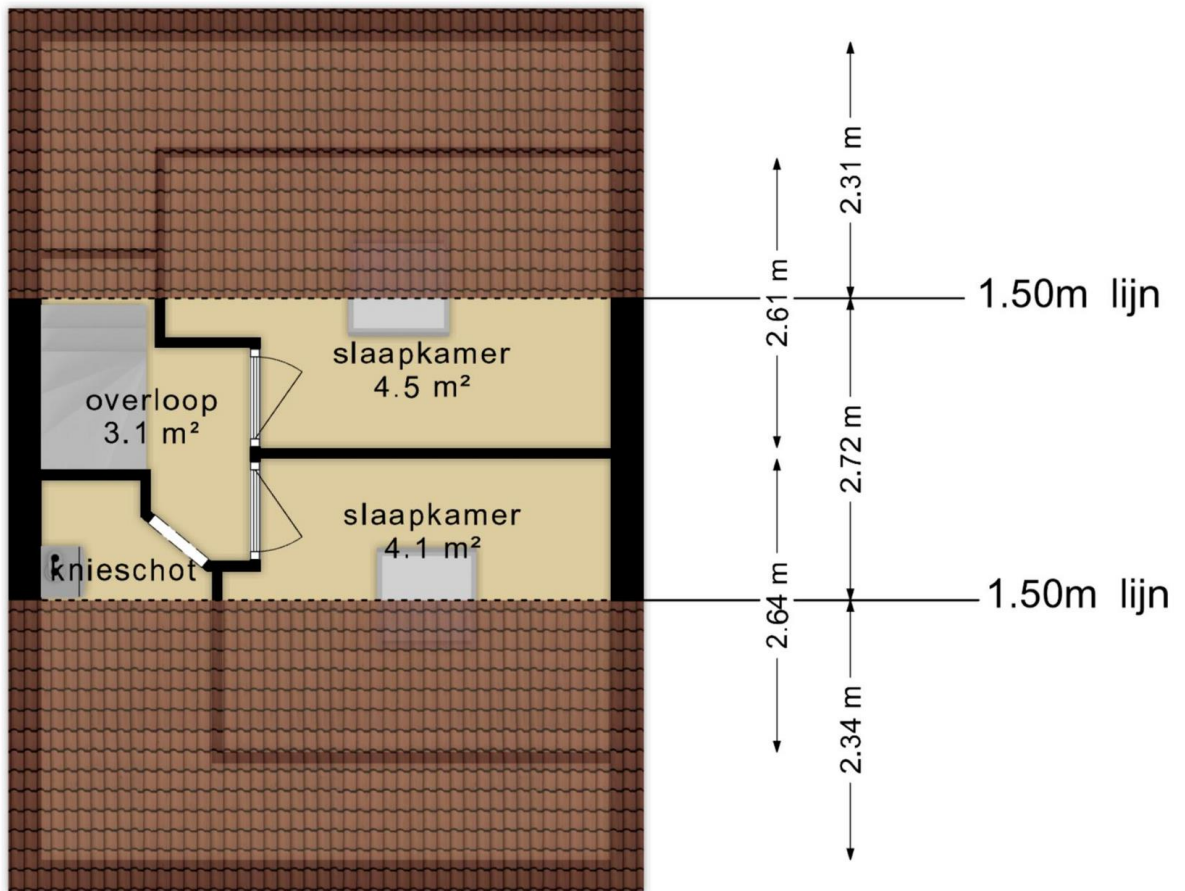 2.31 m
1.50m lijn
2.61 m
slaapkamer
4.5 m²
overloop
3.1 m²
2.72 m
slaapkamer
4.1 m²
knieschot
1.50m lijn
2.64 m
2.34 m